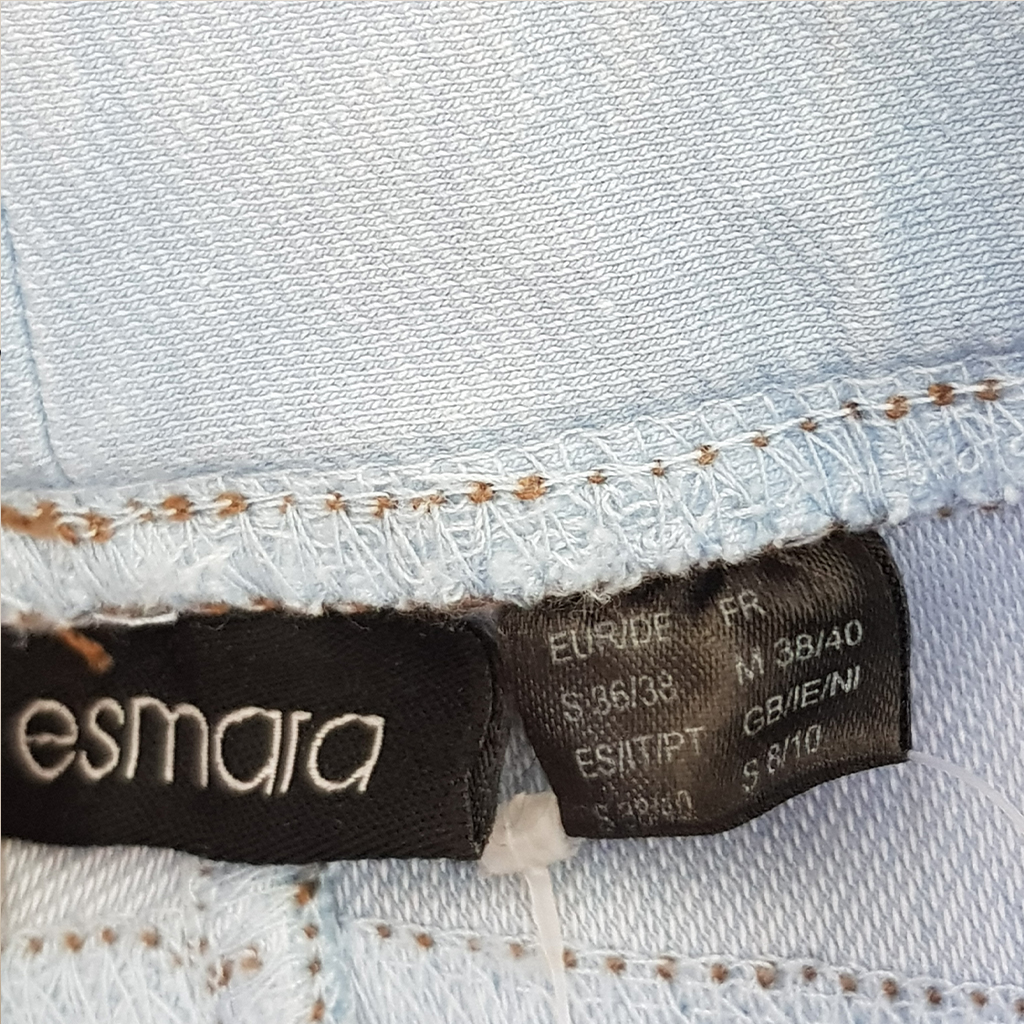 esmara
EUR/DE FR
S 36/38 M 38/40
ES/IT/PT GB/IE/NI
S 8/10